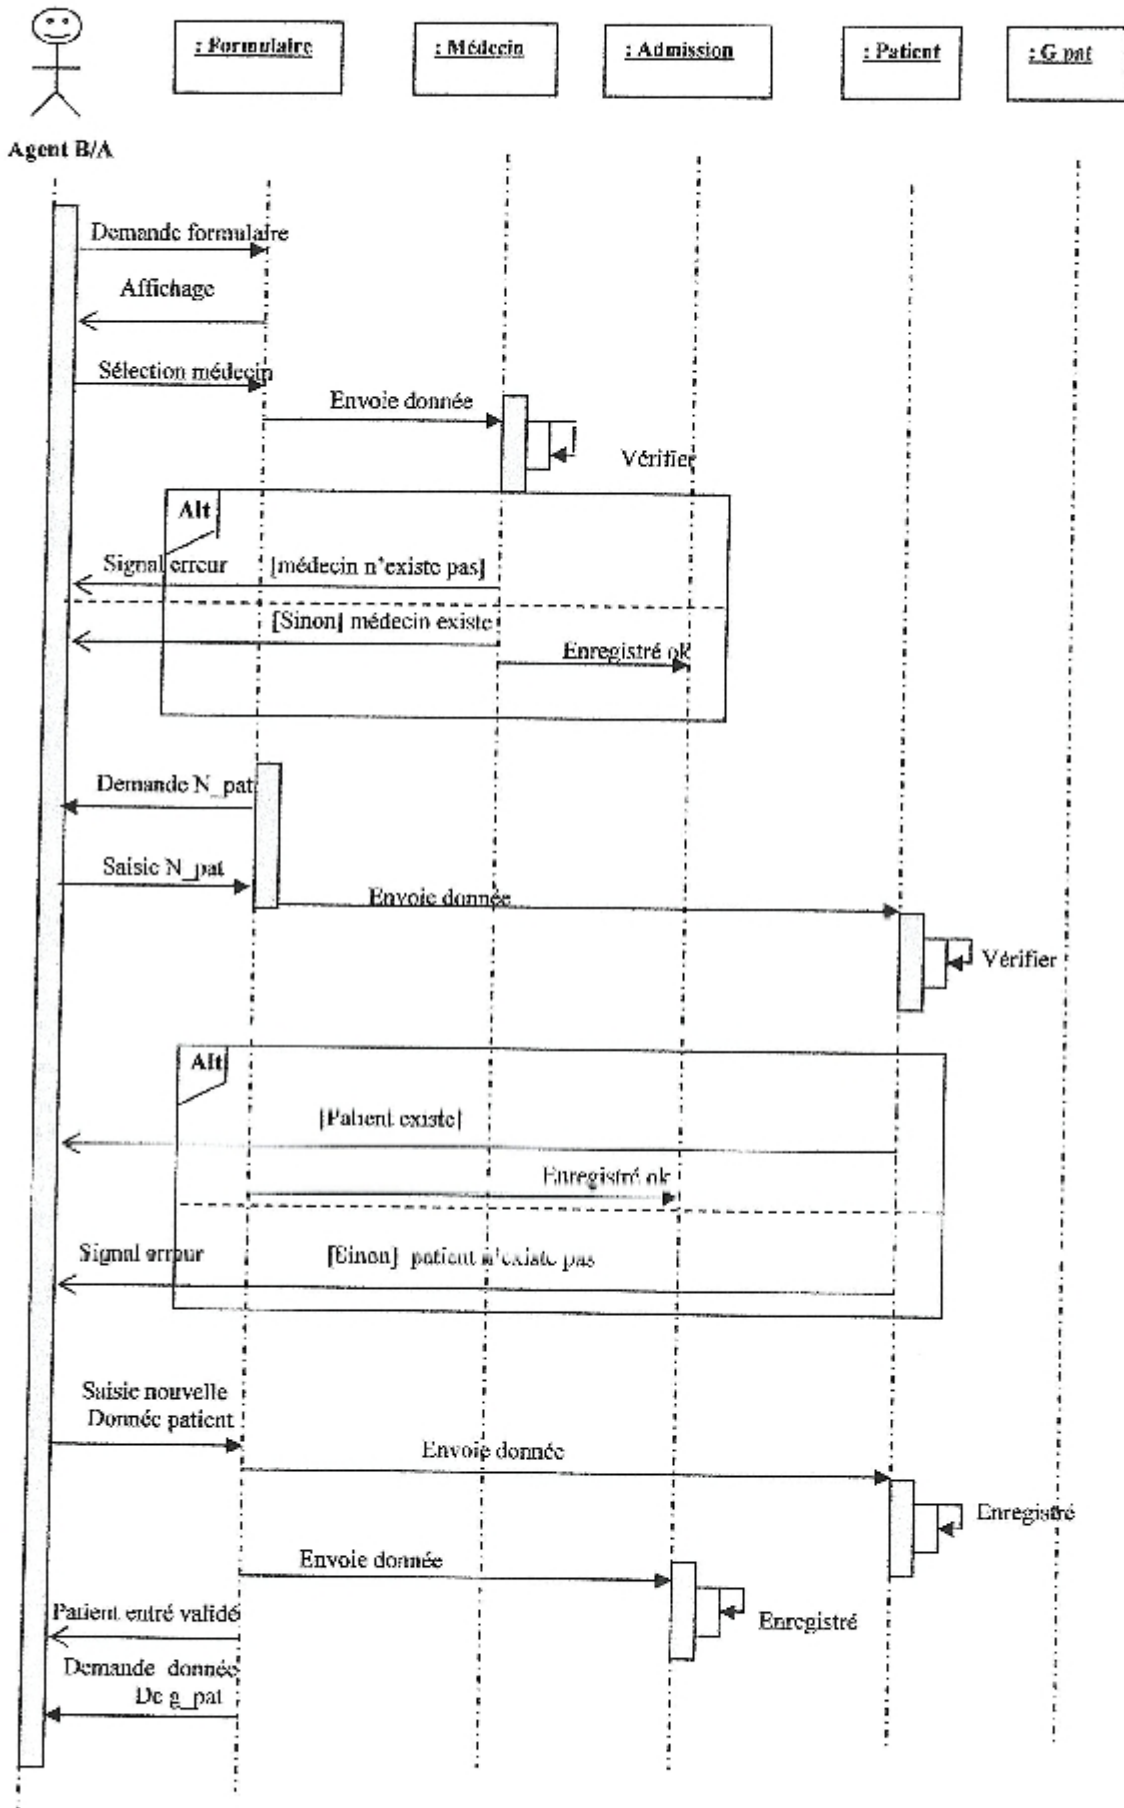 : Formulaire
: Médecin
: Admission
: Patient
: G pat
Agent B/A
Demande formulaire
Affichage
Sélection médecin
Envoie donnée
Vérifier
Alt
Signal erreur
[médecin n'existe pas]
[Sinon] médecin existe
Enregistré ok
Demande N_pat
Saisie N_pat
Envoie donnée
Vérifier
Alt
[Patient existe]
Enregistré ok
Signal erreur
[Sinon] patient n'existe pas
Saisie nouvelle
Donnée patient
Envoie donnée
Enregistré
Envoie donnée
Patient entré validé
Enregistré
Demande donnée
De g_pat